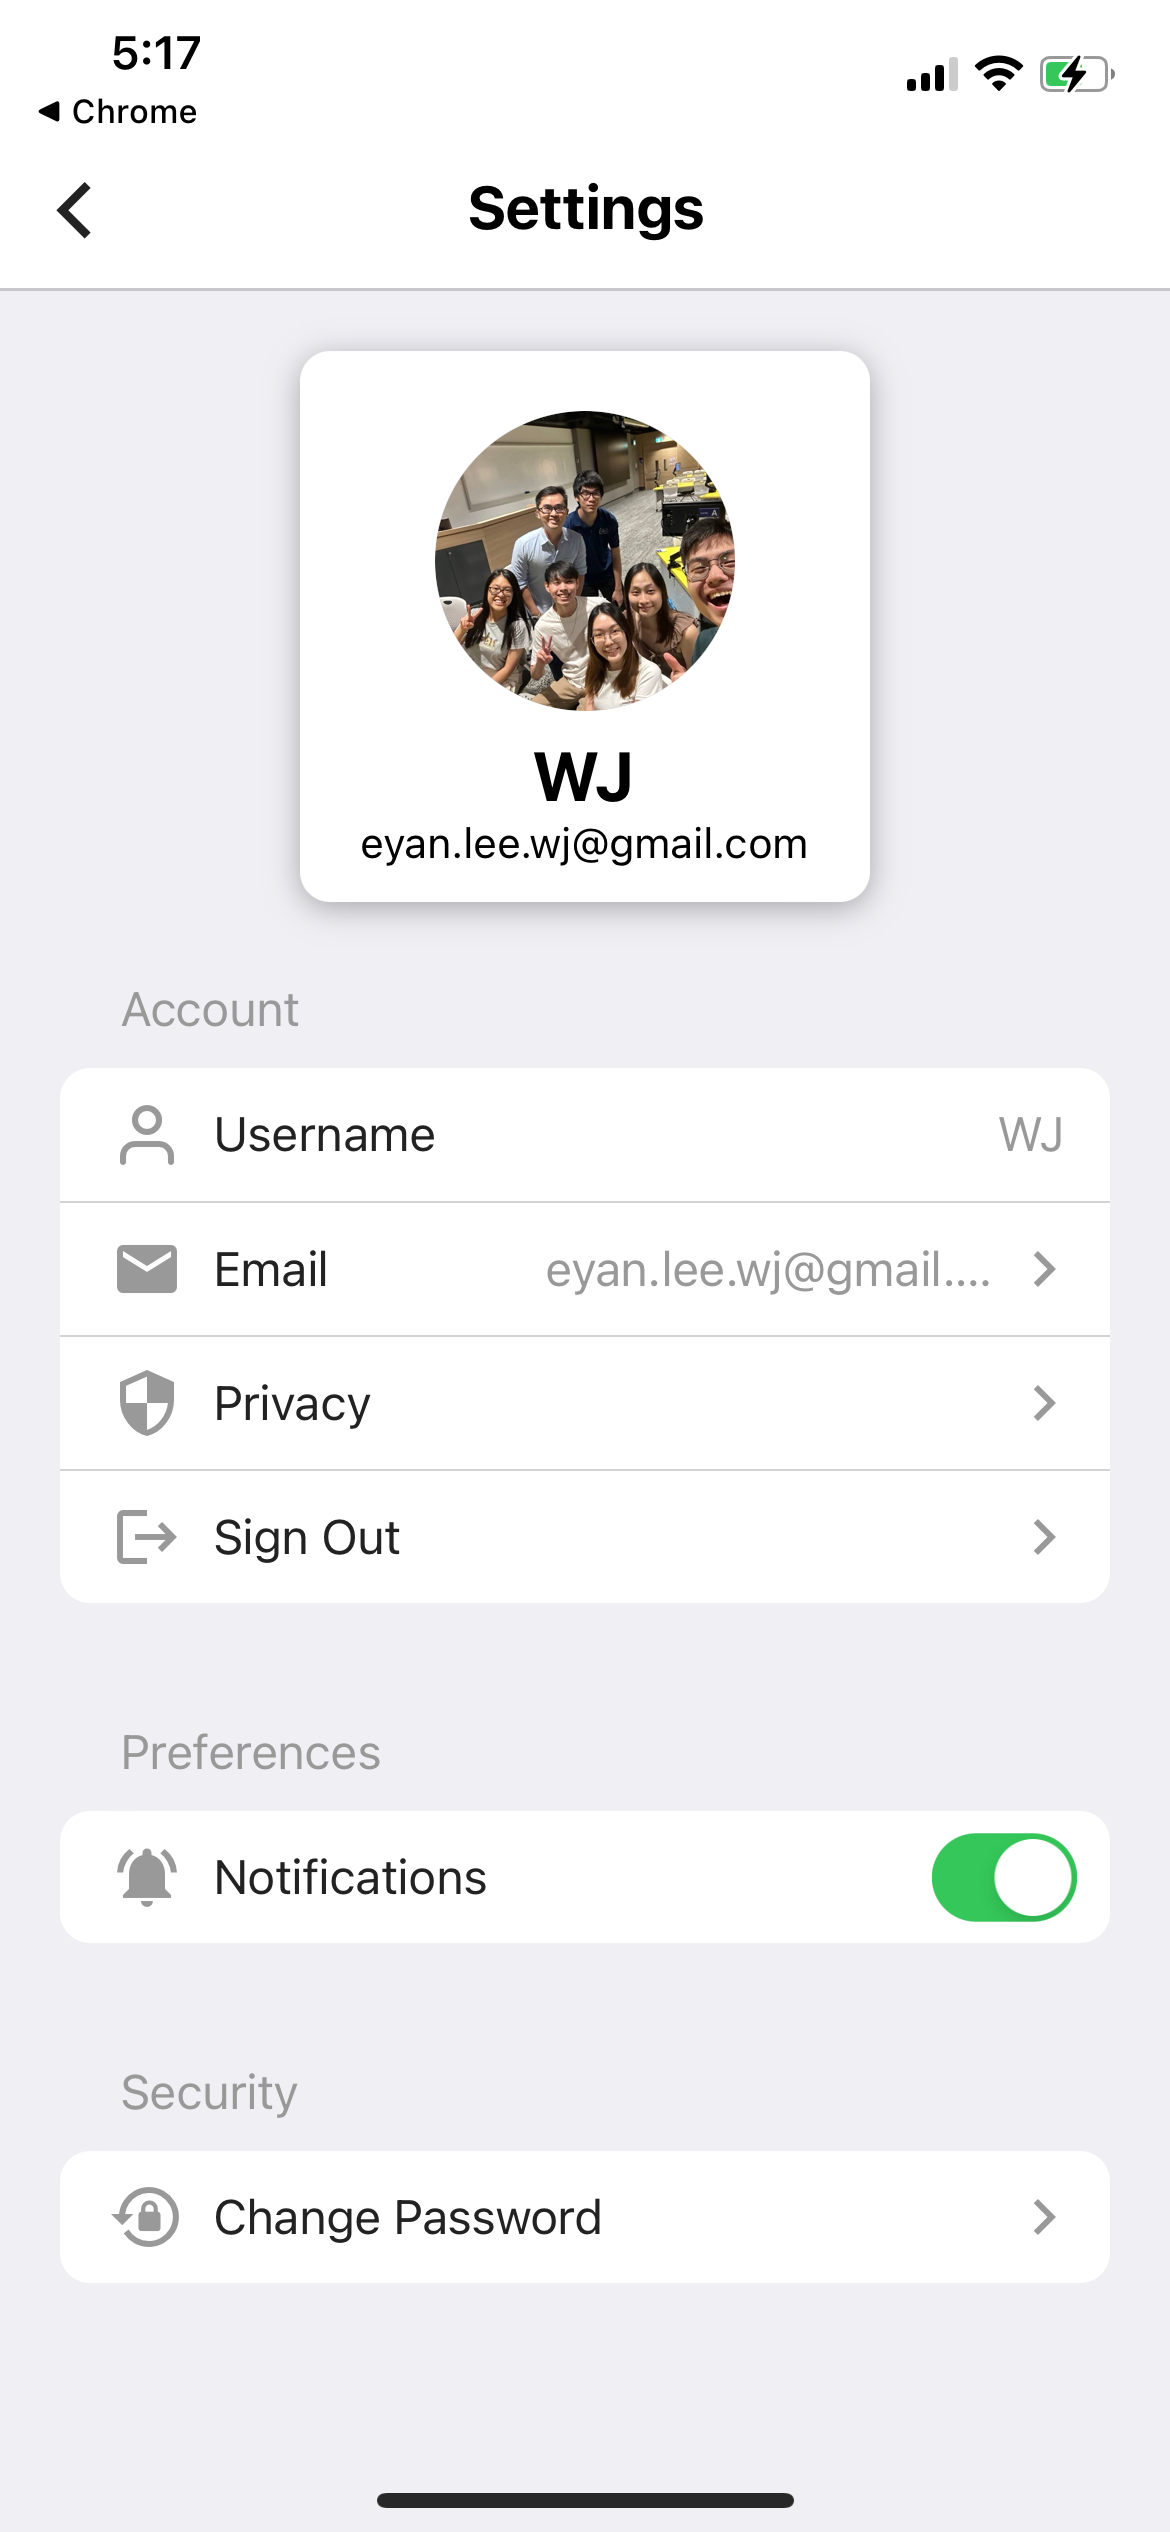 5:17
Chrome
Settings
WJ
eyan.lee.wj@gmail.com
Account
Username WJ
Email eyan.lee.wj@gmail....
Privacy
Sign Out
Preferences
Notifications
Security
Change Password